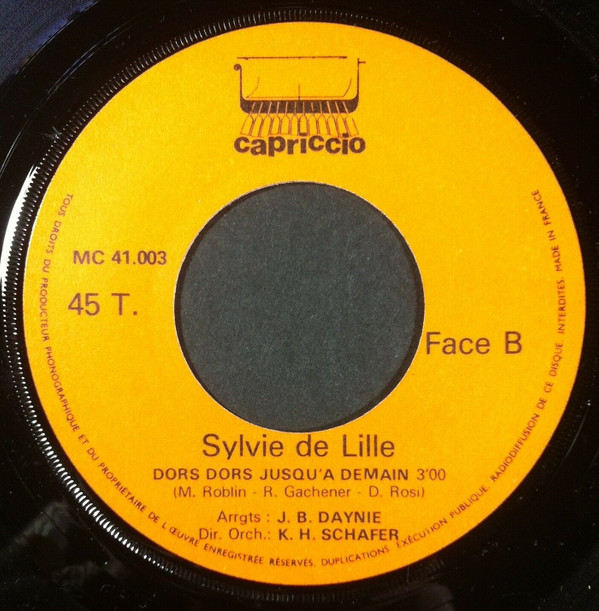 capriccio
MC 41.003
45 T.
Face B
Sylvie de Lille
DORS DORS JUSQU'A DEMAIN 3'00
(M. Roblin - R. Gachener - D. Rosi)
Arrgts : J. B. DAYNIE
Dir. Orch.: K. H. SCHAFER
TOUS DROITS DU PRODUCTEUR PHONOGRAPHIQUE ET DU PROPRIÉTAIRE DE L'ŒUVRE ENREGISTRÉE RÉSERVÉS. DUPLICATIONS, EXÉCUTION PUBLIQUE, RADIODIFFUSION DE CE DISQUE INTERDITES. MADE IN FRANCE